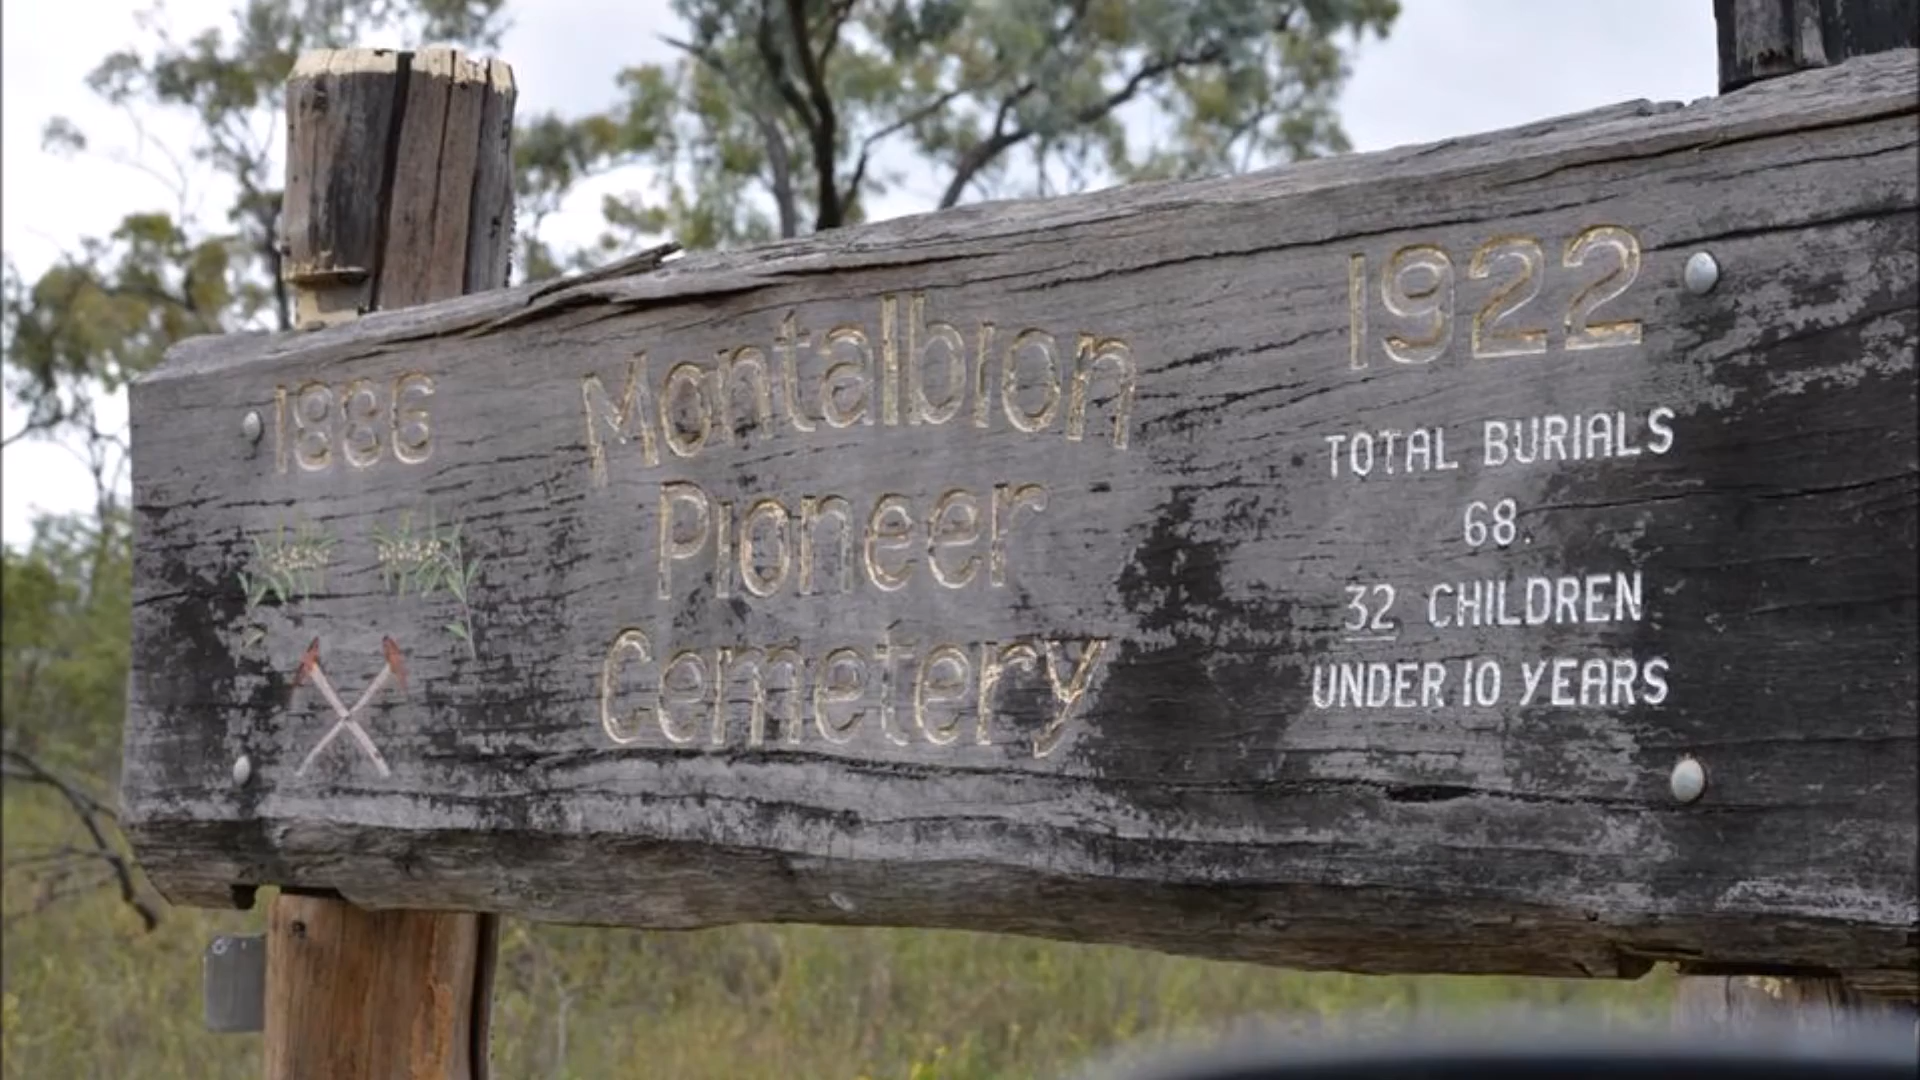 1886
Montalbion
Pioneer
Cemetery
1922
TOTAL BURIALS
68.
32 CHILDREN
UNDER 10 YEARS